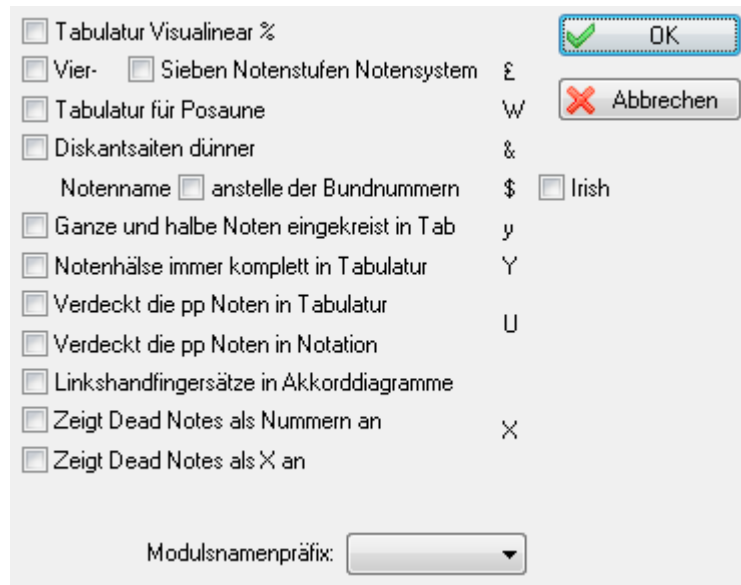 Tabulatur Visualinear % OK
Vier- Sieben Notenstufen Notensystem £
Tabulatur für Posaune W Abbrechen
Diskantsaiten dünner &
Notenname anstelle der Bundnummern $ Irish
Ganze und halbe Noten eingekreist in Tab y
Notenhälse immer komplett in Tabulatur Y
Verdeckt die pp Noten in Tabulatur
U
Verdeckt die pp Noten in Notation
Linkshandfingersätze in Akkorddiagramme
Zeigt Dead Notes als Nummern an
X
Zeigt Dead Notes als X an
Modulsnamenpräfix: